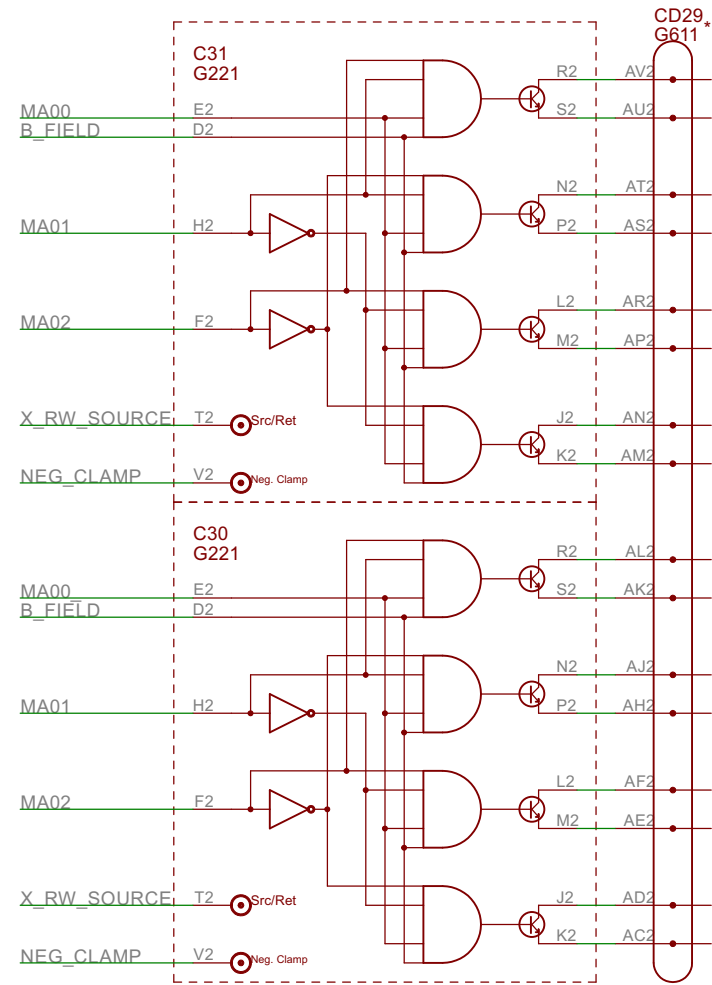 CD29
G611 *
C31
G221
R2 AV2
MA00 E2 S2 AU2
B_FIELD D2
N2 AT2
MA01 H2 P2 AS2
L2 AR2
MA02 F2 M2 AP2
X_RW_SOURCE T2 Src/Ret J2 AN2
K2 AM2
NEG_CLAMP V2 Neg. Clamp
C30
G221
R2 AL2
MA00 E2 S2 AK2
B_FIELD D2
N2 AJ2
MA01 H2 P2 AH2
L2 AF2
MA02 F2 M2 AE2
X_RW_SOURCE T2 Src/Ret J2 AD2
K2 AC2
NEG_CLAMP V2 Neg. Clamp